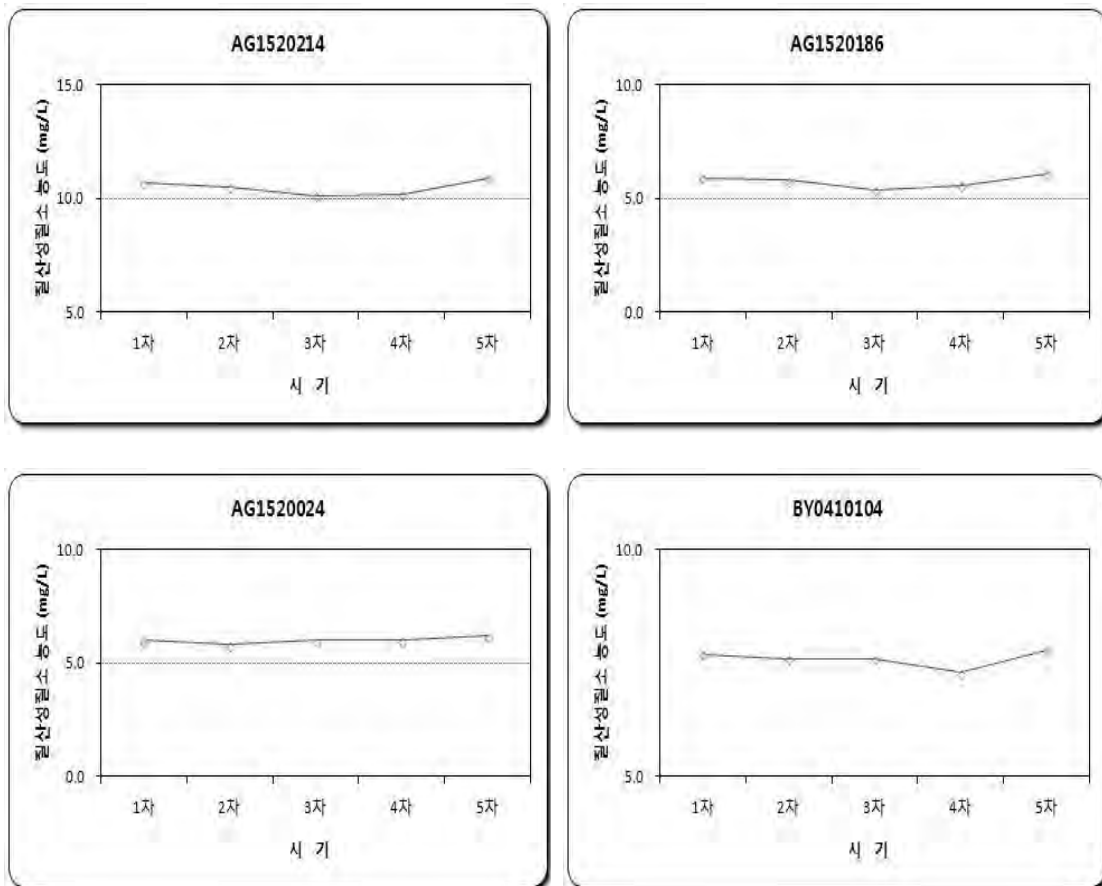 AG1520214
질산성질소 농도 (mg/L)
15.0
10.0
5.0
1차
2차
3차
4차
5차
시 기
AG1520186
질산성질소 농도 (mg/L)
10.0
5.0
0.0
1차
2차
3차
4차
5차
시 기
AG1520024
질산성질소 농도 (mg/L)
10.0
5.0
0.0
1차
2차
3차
4차
5차
시 기
BY0410104
질산성질소 농도 (mg/L)
10.0
5.0
1차
2차
3차
4차
5차
시 기